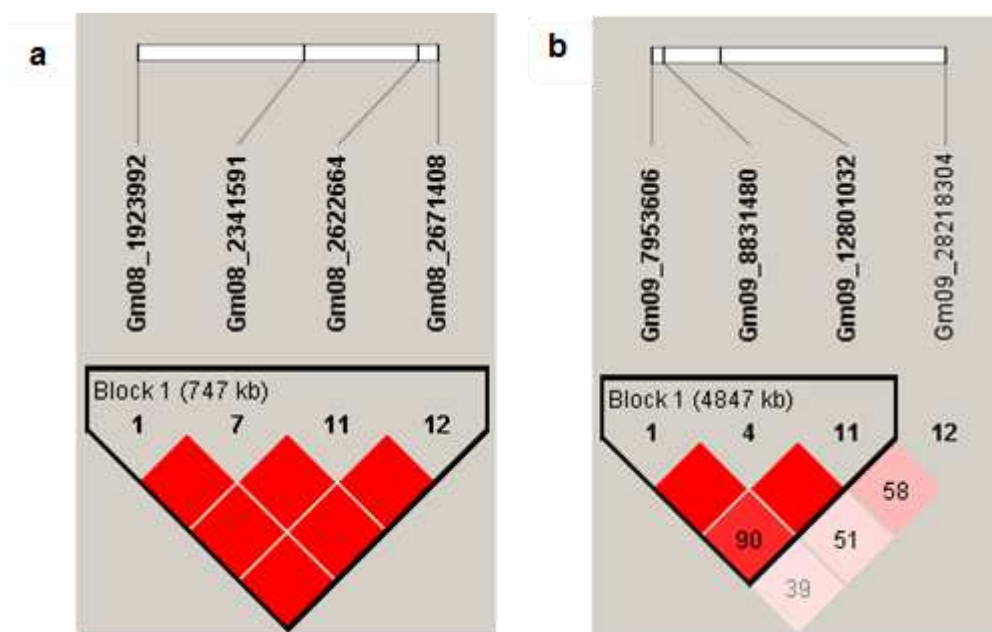 a
Gm08_1923992
Gm08_2341591
Gm08_2622664
Gm08_2671408
Block 1 (747 kb)
1 7 11 12
b
Gm09_7953606
Gm09_8831480
Gm09_12801032
Gm09_28218304
Block 1 (4847 kb)
1 4 11 12
58
90 51
39